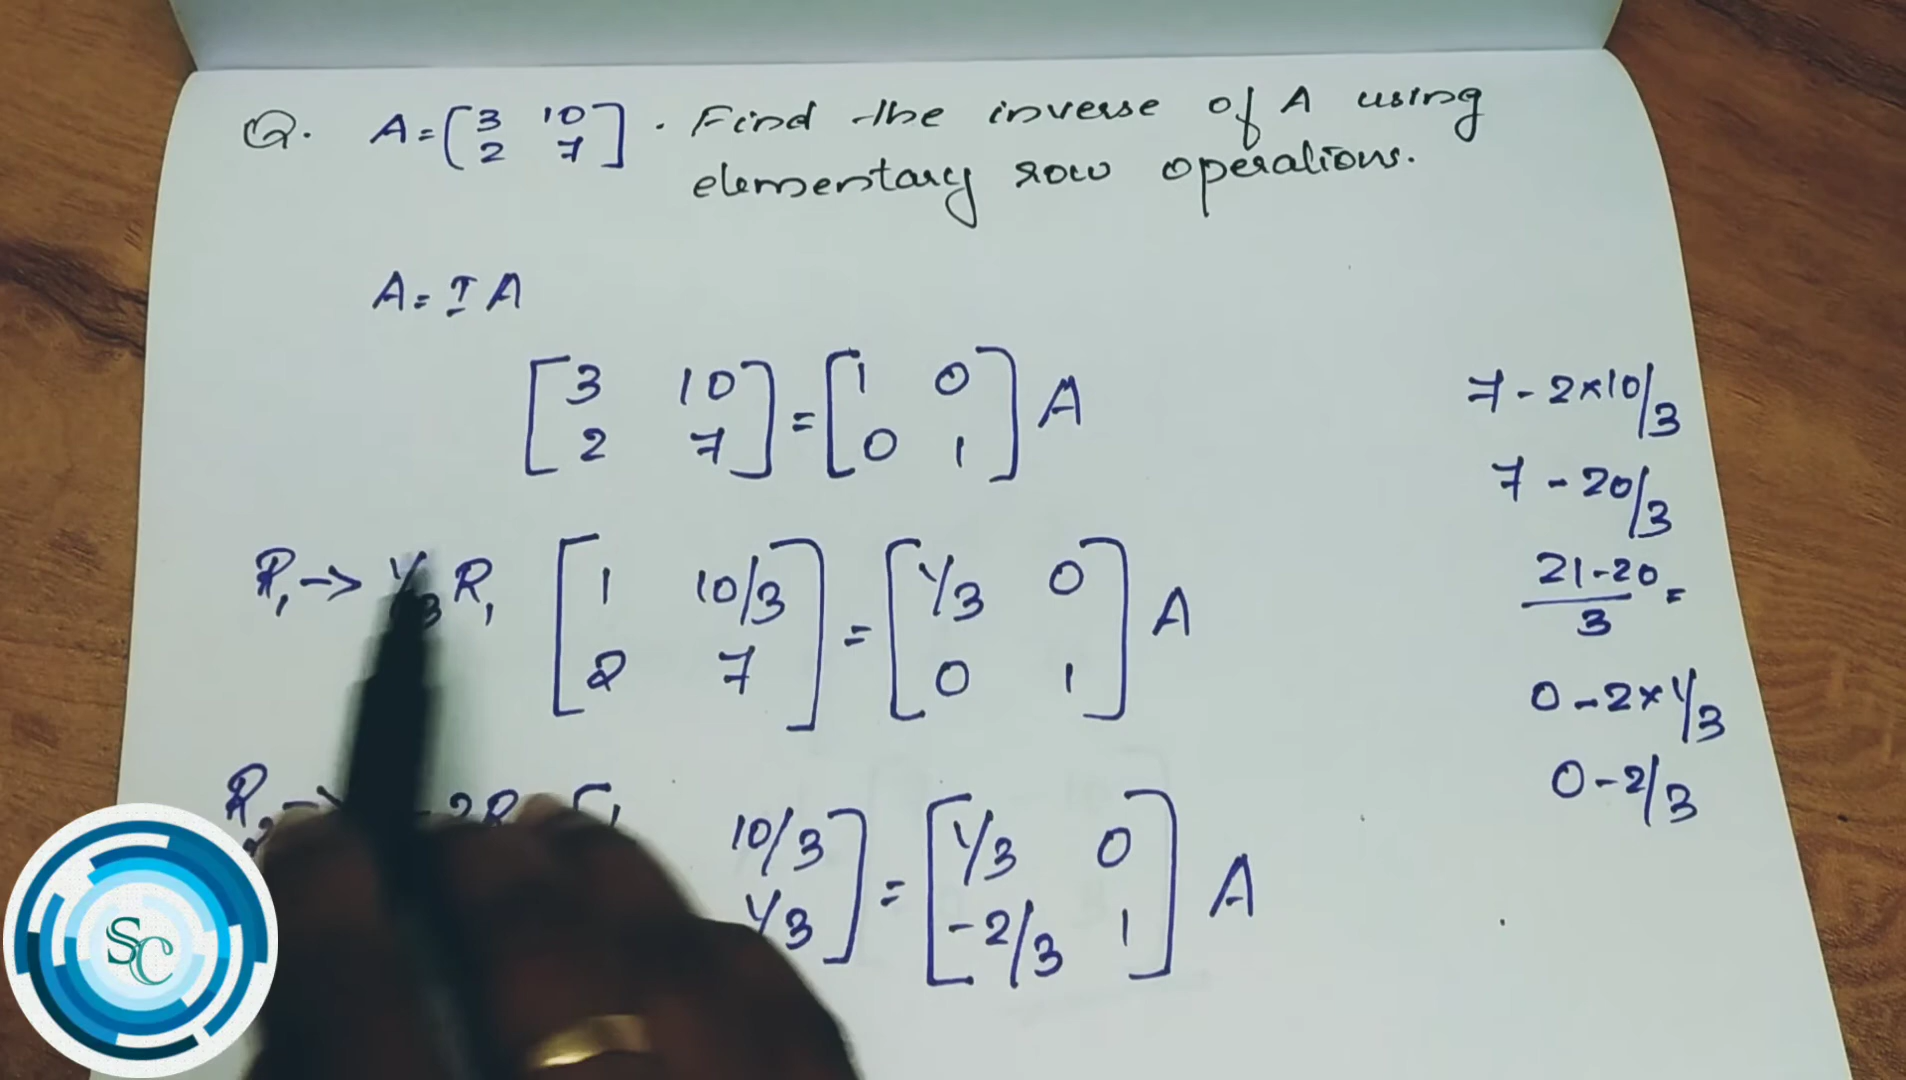 Q. A = [3 10 . Find the inverse of A using
2 7] elementary row operations.
A = I A
[3 10 = [1 0 A
2 7] 0 1]
R₁ → 1/3 R₁ [1 10/3 = [1/3 0 A
2 7] 0 1]
R₂ → - 2R [1 10/3 = [1/3 0 A
1/3] -2/3 1]
7 - 2×10/3
7 - 20/3
21-20/3 =
0 - 2×1/3
0 - 2/3
SC